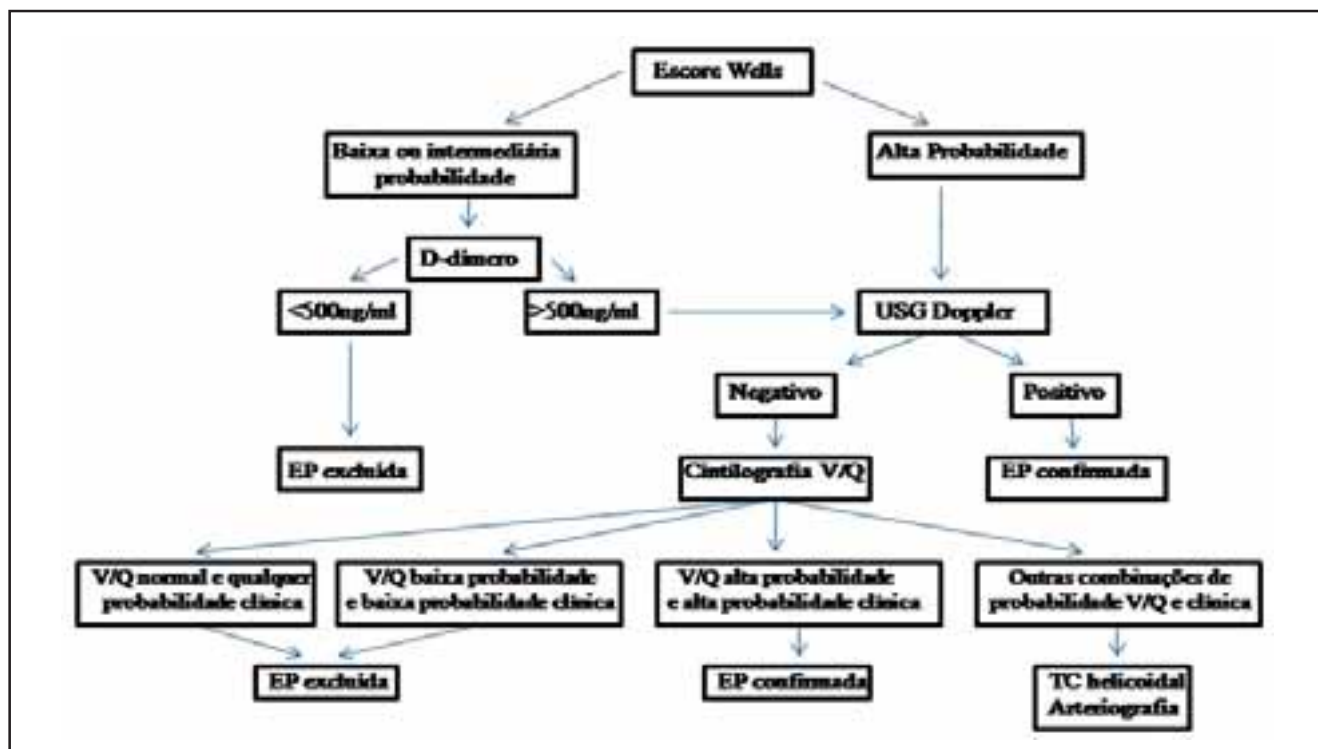 Escore Wells
Baixa ou intermediária
probabilidade
Alta Probabilidade
D-dímero
<500ng/ml
>500ng/ml
USG Doppler
Negativo
Positivo
EP excluída
Cintilografia V/Q
EP confirmada
V/Q normal e qualquer
probabilidade clínica
V/Q baixa probabilidade
e baixa probabilidade clínica
V/Q alta probabilidade
e alta probabilidade clínica
Outras combinações de
probabilidade V/Q e clínica
EP excluída
EP confirmada
TC helicoidal
Arteriografia